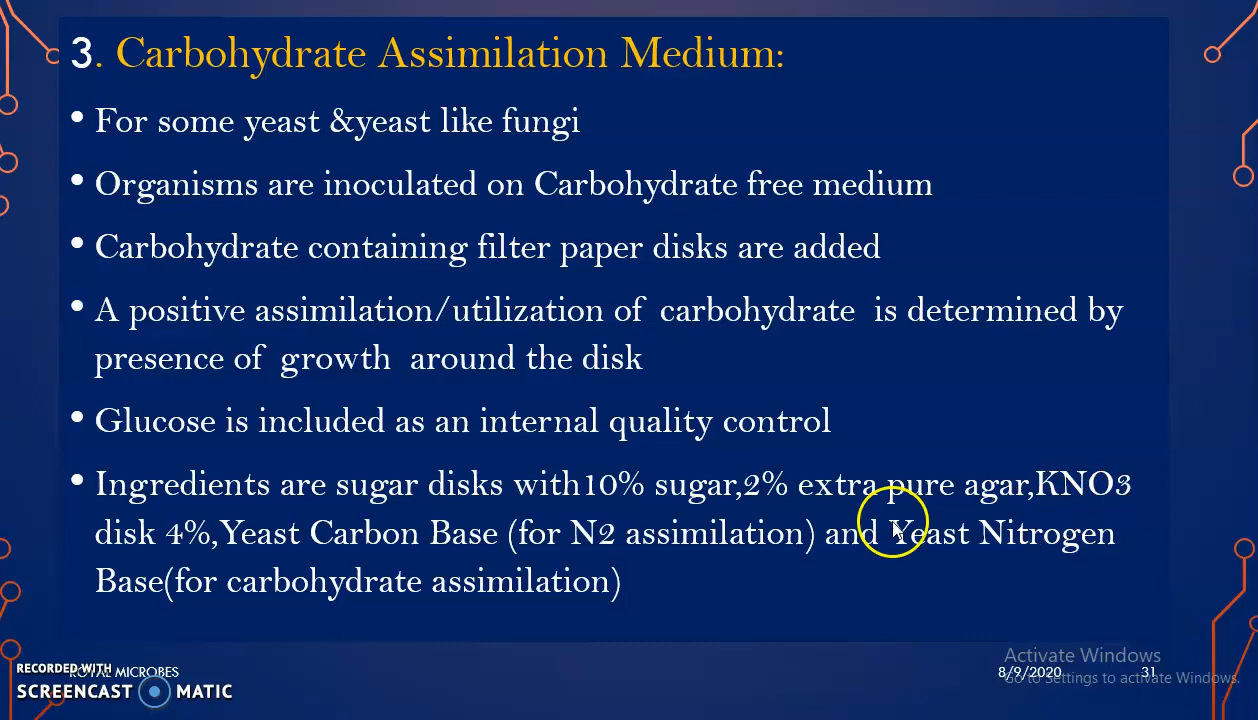 3. Carbohydrate Assimilation Medium:
• For some yeast &yeast like fungi
• Organisms are inoculated on Carbohydrate free medium
• Carbohydrate containing filter paper disks are added
• A positive assimilation/utilization of carbohydrate is determined by
presence of growth around the disk
• Glucose is included as an internal quality control
• Ingredients are sugar disks with10% sugar,2% extra pure agar,KNO3
disk 4%,Yeast Carbon Base (for N2 assimilation) and Yeast Nitrogen
Base(for carbohydrate assimilation)
Activate Windows
Go to Settings to activate Windows.
RECORDED WITH
ROYAL MICROBES
8/9/2020
31
SCREENCAST MATIC